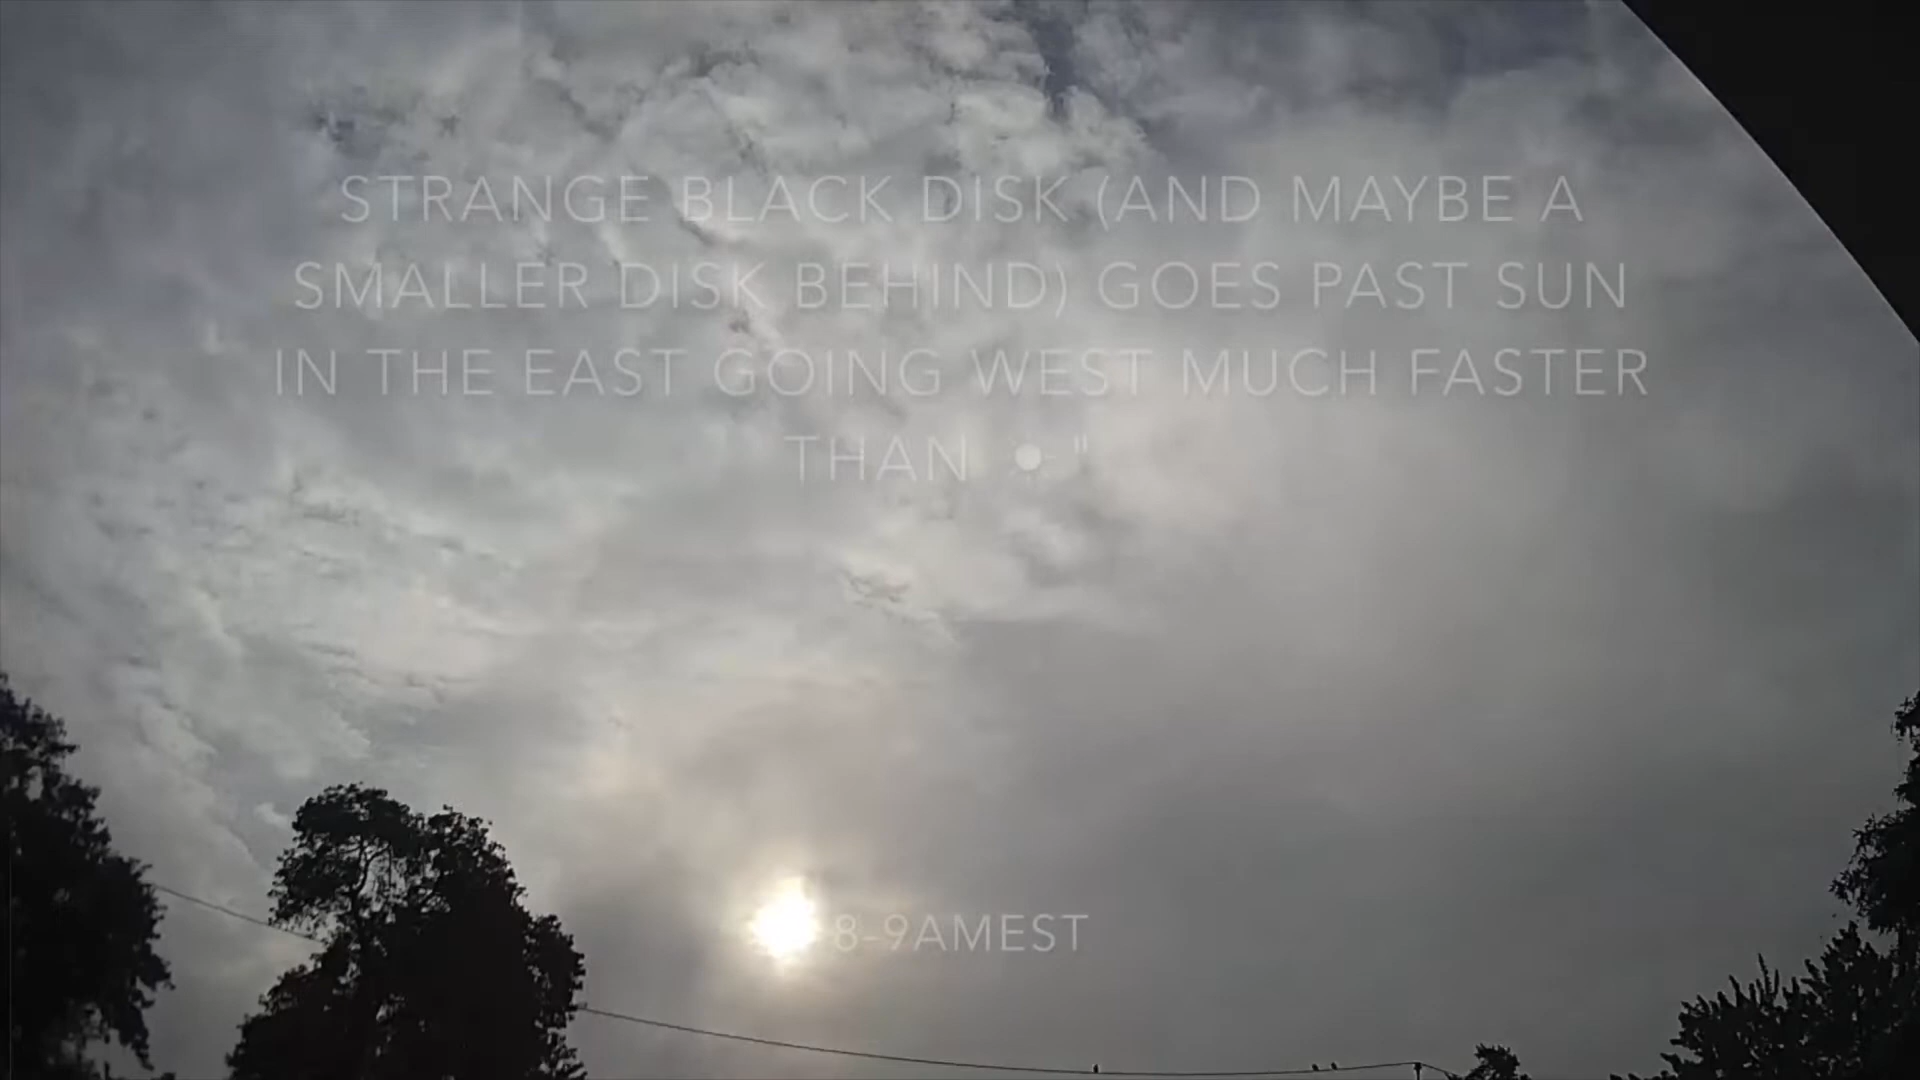 STRANGE BLACK DISK (AND MAYBE A
SMALLER DISK BEHIND) GOES PAST SUN
IN THE EAST GOING WEST MUCH FASTER
THAN ☀"
8-9AMEST